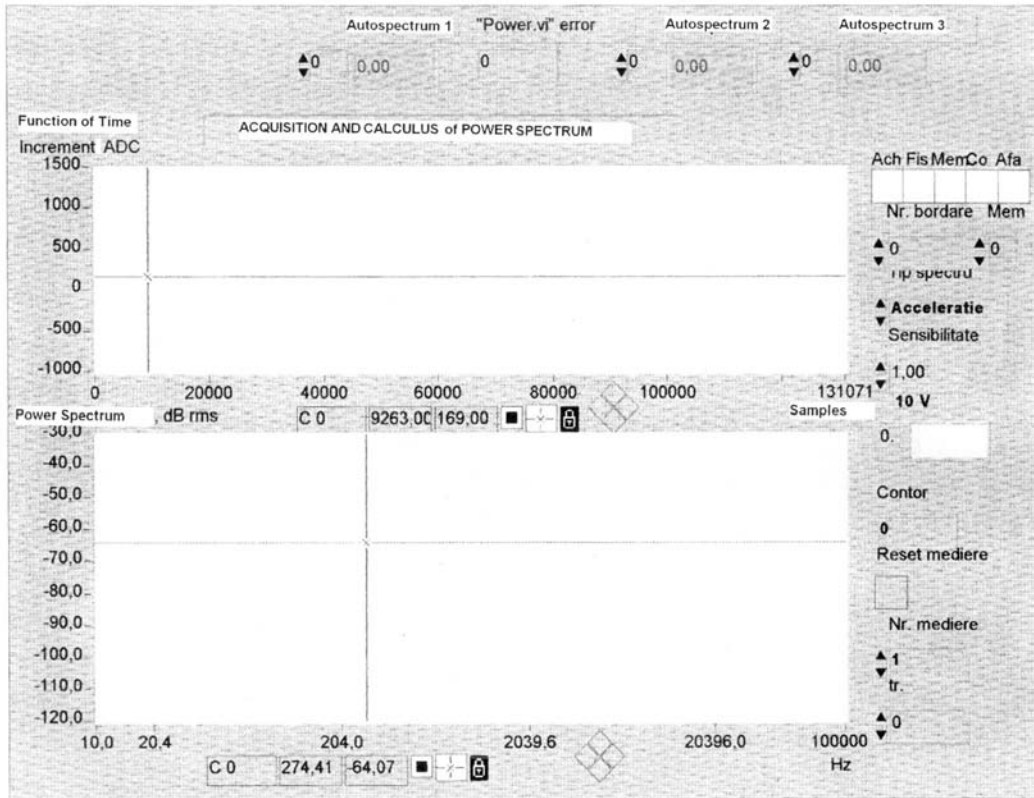 Autospectrum 1 "Power.vi" error Autospectrum 2 Autospectrum 3
0 0,00 0 0 0,00 0 0,00
Function of Time
ACQUISITION AND CALCULUS of POWER SPECTRUM
Increment ADC
1500
1000
500
0
-500
-1000
0 20000 40000 60000 80000 100000 131071
Samples
Ach Fis Mem Co Afa
Nr. bordare Mem
0 0
Tip spectru
Acceleratie
Sensibilitate
1,00
10 V
0.
Contor
0
Reset mediere
Nr. mediere
1
tr.
0
Power Spectrum , dB rms
C 0 9263,00 169,00
-30,0
-40,0
-50,0
-60,0
-70,0
-80,0
-90,0
-100,0
-110,0
-120,0
10,0 20.4 204,0 2039,6 20396,0 100000
Hz
C 0 274,41 -64,07